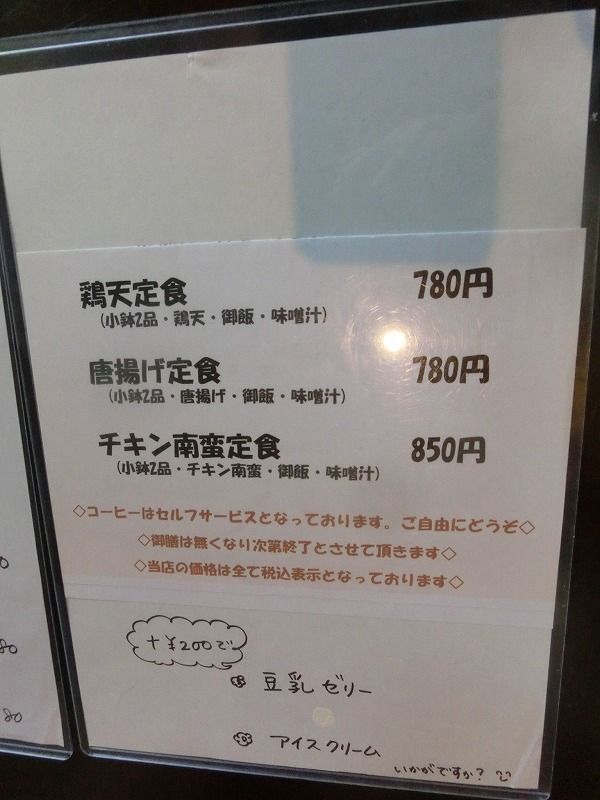 鶏天定食 780円
(小鉢2品・鶏天・御飯・味噌汁)
唐揚げ定食 780円
(小鉢2品・唐揚げ・御飯・味噌汁)
チキン南蛮定食 850円
(小鉢2品・チキン南蛮・御飯・味噌汁)
◇コーヒーはセルフサービスとなっております。ご自由にどうぞ◇
◇御膳は無くなり次第終了とさせて頂きます◇
◇当店の価格は全て税込表示となっております◇
+¥200で
豆乳ゼリー
アイスクリーム
いかがですか?
80
80